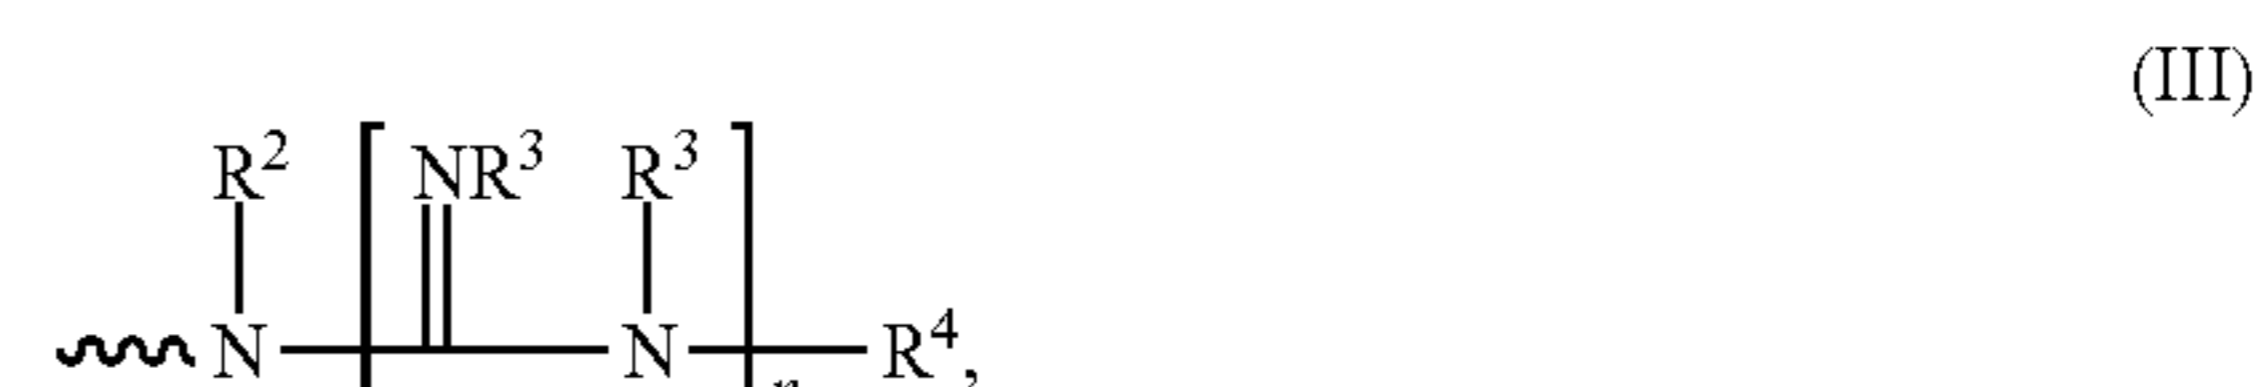 (III)
R² NR³ R³
N N R⁴,
n